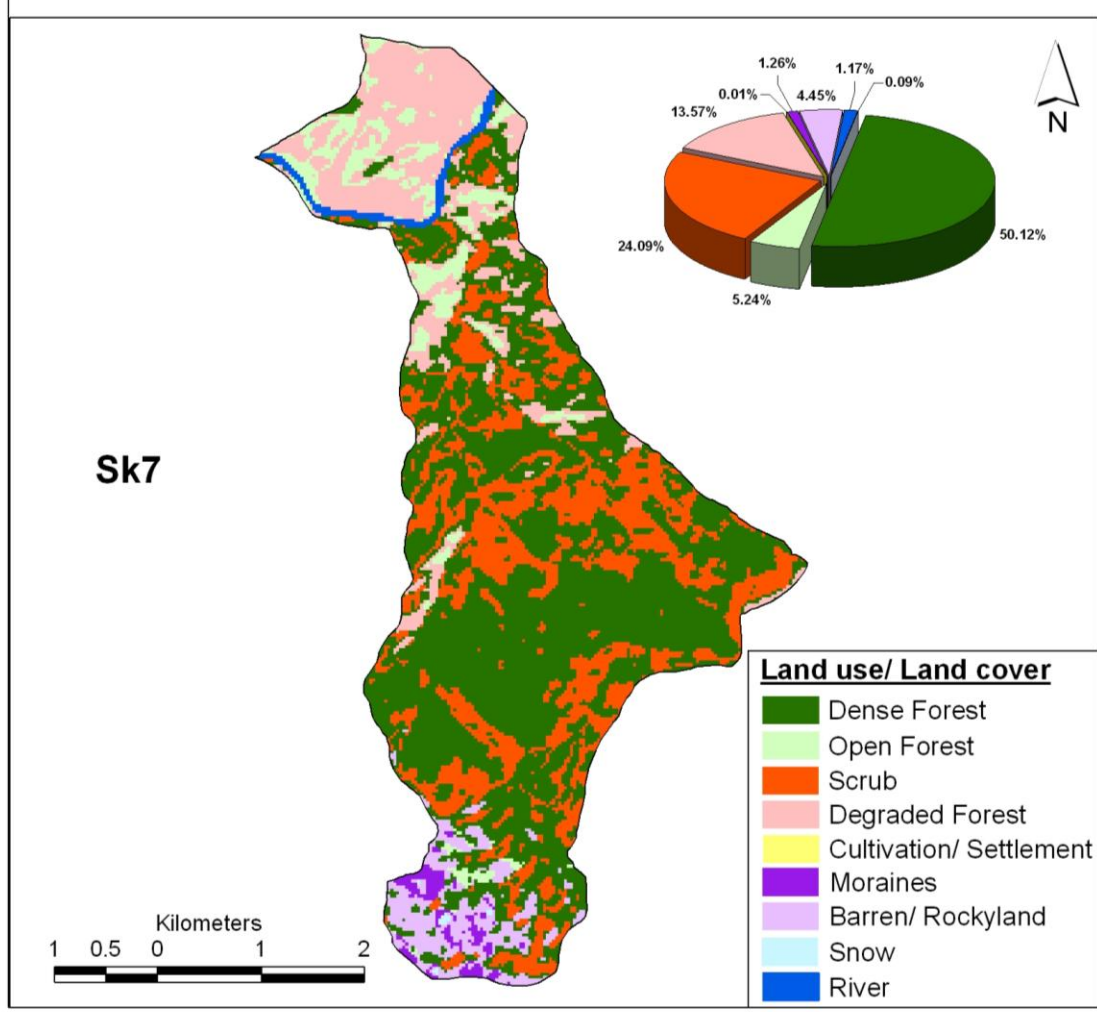 1.26%
1.17%
0.01%
4.45%
0.09%
13.57%
N
50.12%
24.09%
5.24%
Sk7
Land use/ Land cover
Dense Forest
Open Forest
Scrub
Degraded Forest
Cultivation/ Settlement
Moraines
Barren/ Rockyland
Snow
River
Kilometers
1 0.5 0 1 2